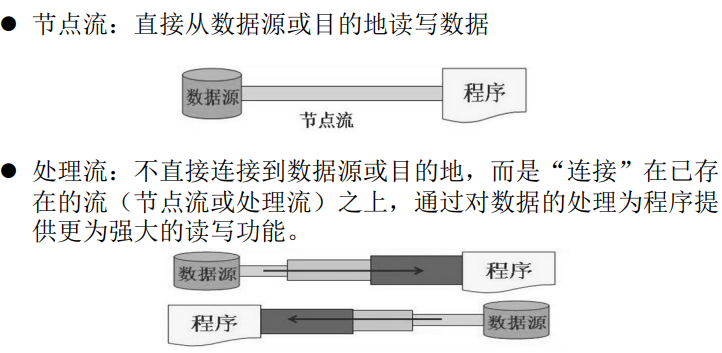 ● 节点流：直接从数据源或目的地读写数据
数据源
程序
节点流
● 处理流：不直接连接到数据源或目的地，而是“连接”在已存
在的流（节点流或处理流）之上，通过对数据的处理为程序提
供更为强大的读写功能。
数据源
程序
程序
数据源